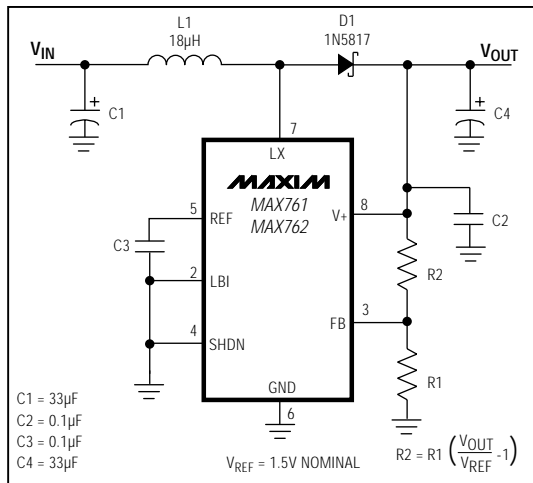 L1
18µH
D1
1N5817
VIN
VOUT
+
C1
+
C4
7
LX
MAXIM
MAX761
MAX762
5
REF
8
V+
C3
C2
2
LBI
R2
3
FB
4
SHDN
R1
GND
6
C1 = 33µF
C2 = 0.1µF
C3 = 0.1µF
C4 = 33µF
VREF = 1.5V NOMINAL
R2 = R1 (VOUT/VREF -1)